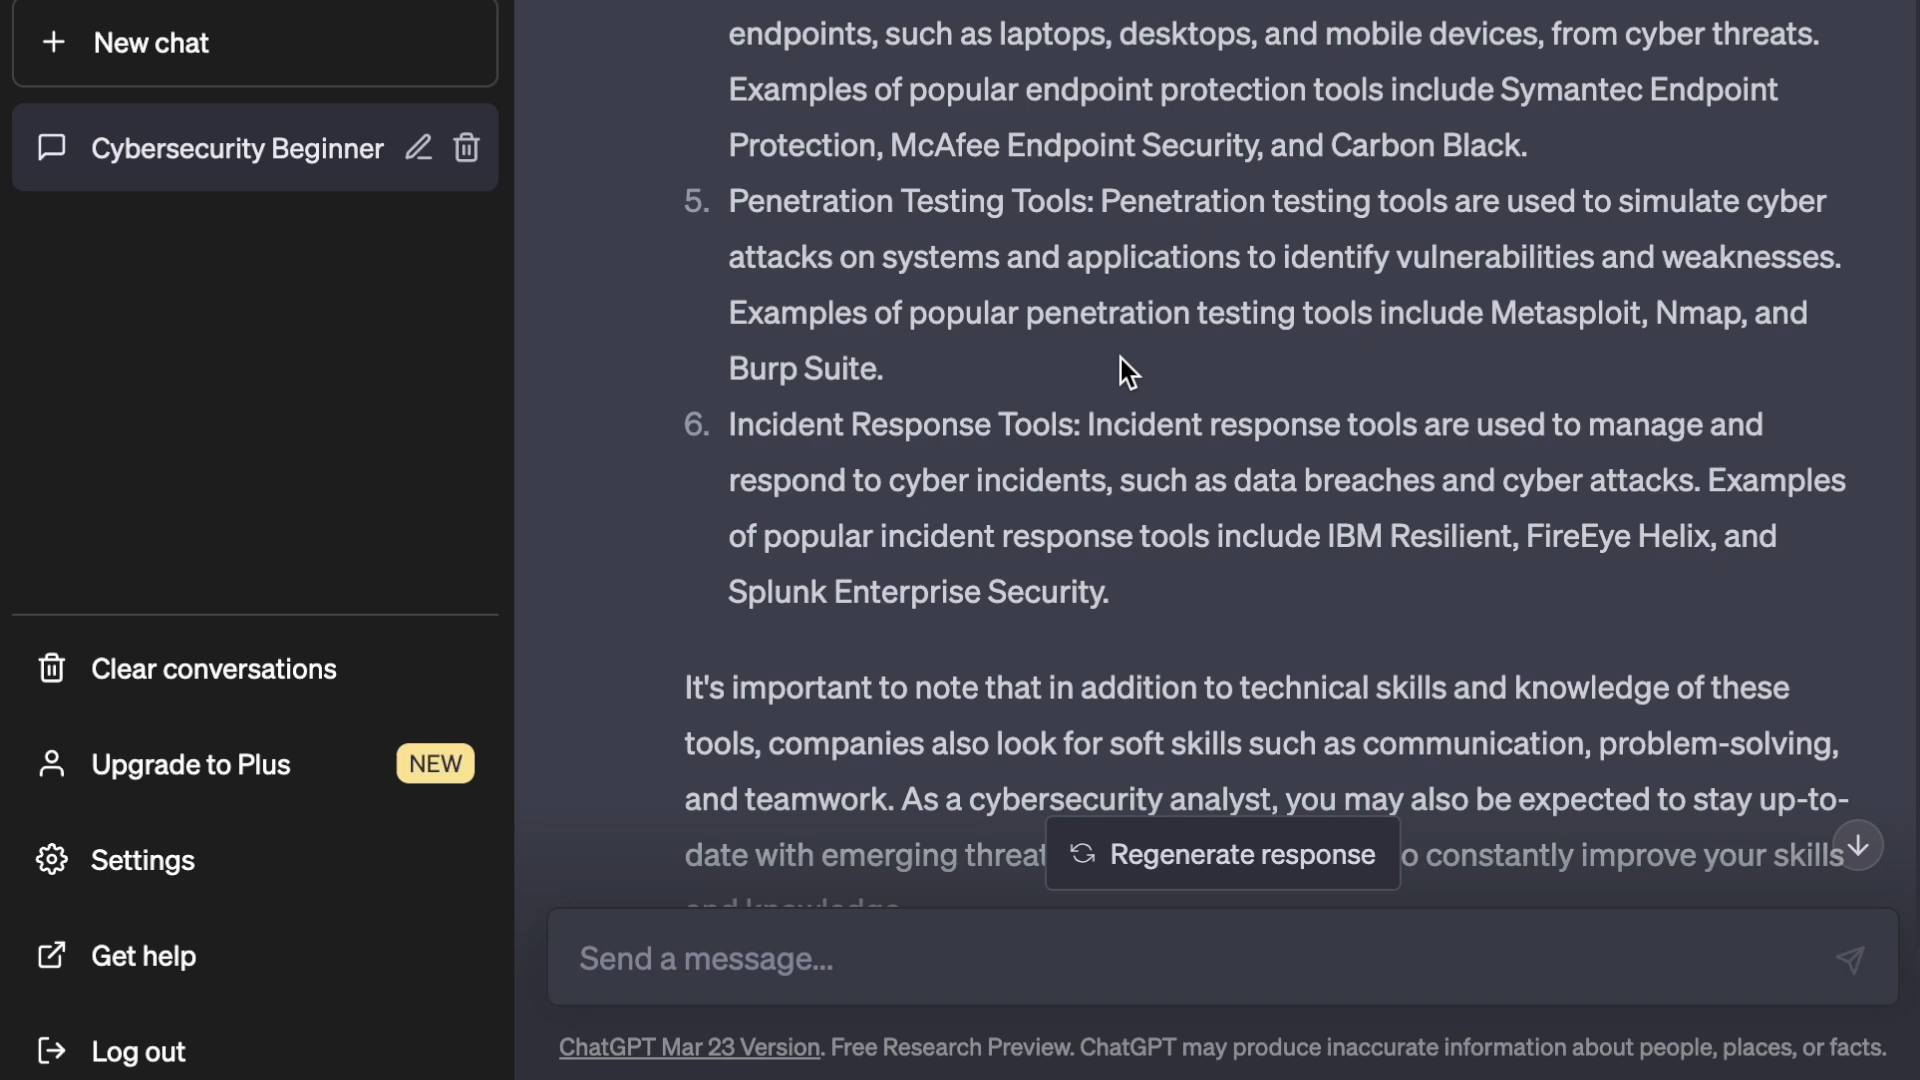 New chat
Cybersecurity Beginner
Clear conversations
Upgrade to Plus NEW
Settings
Get help
Log out
endpoints, such as laptops, desktops, and mobile devices, from cyber threats.
Examples of popular endpoint protection tools include Symantec Endpoint
Protection, McAfee Endpoint Security, and Carbon Black.
5. Penetration Testing Tools: Penetration testing tools are used to simulate cyber
attacks on systems and applications to identify vulnerabilities and weaknesses.
Examples of popular penetration testing tools include Metasploit, Nmap, and
Burp Suite.
6. Incident Response Tools: Incident response tools are used to manage and
respond to cyber incidents, such as data breaches and cyber attacks. Examples
of popular incident response tools include IBM Resilient, FireEye Helix, and
Splunk Enterprise Security.
It's important to note that in addition to technical skills and knowledge of these
tools, companies also look for soft skills such as communication, problem-solving,
and teamwork. As a cybersecurity analyst, you may also be expected to stay up-to-
date with emerging threat o constantly improve your skills
Regenerate response
Send a message...
ChatGPT Mar 23 Version. Free Research Preview. ChatGPT may produce inaccurate information about people, places, or facts.